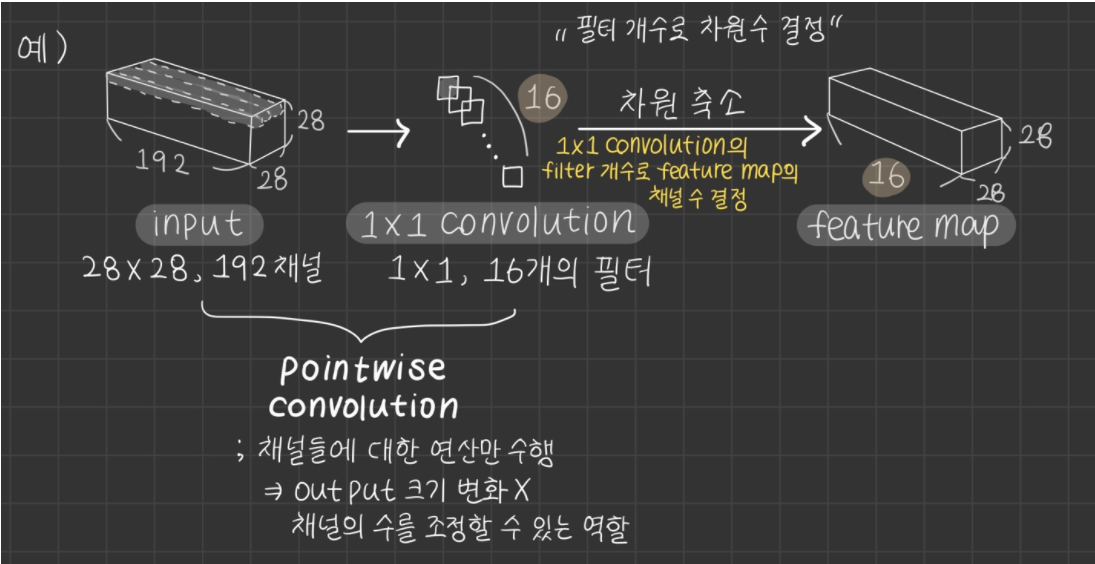 예)
“ 필터 개수로 차원수 결정 “
28
192
28
16
차원 축소
1x1 convolution의
filter 개수로 feature map의
채널 수 결정
28
16
28
input
1x1 convolution
feature map
28x28, 192채널
1x1, 16개의 필터
pointwise
convolution
; 채널들에 대한 연산만 수행
⇒ output 크기 변화 X
채널의 수를 조정할 수 있는 역할